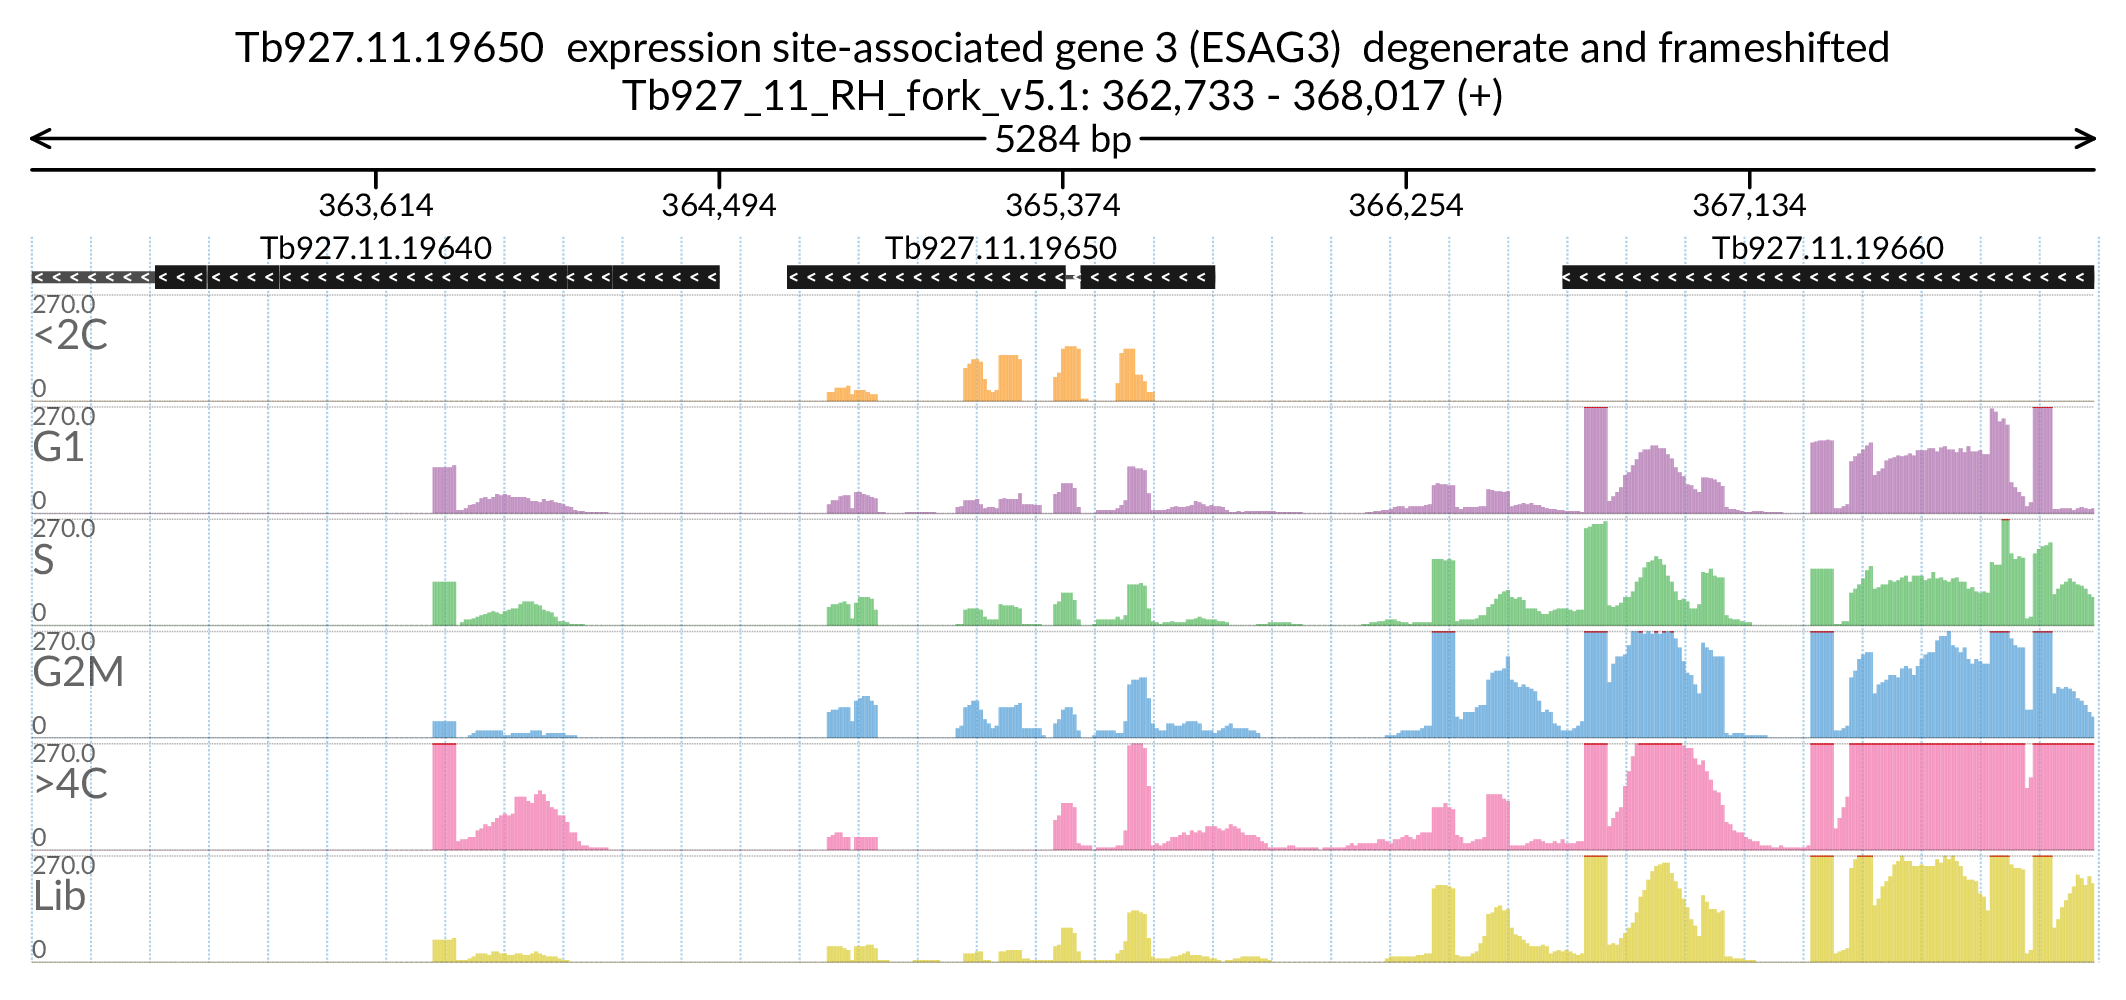 Tb927.11.19650 expression site-associated gene 3 (ESAG3) degenerate and frameshifted
Tb927_11_RH_fork_v5.1: 362,733 - 368,017 (+)
5284 bp
363,614 364,494 365,374 366,254 367,134
Tb927.11.19640 Tb927.11.19650 Tb927.11.19660
270.0
<2C
0
270.0
G1
0
270.0
S
0
270.0
G2M
0
270.0
>4C
0
270.0
Lib
0